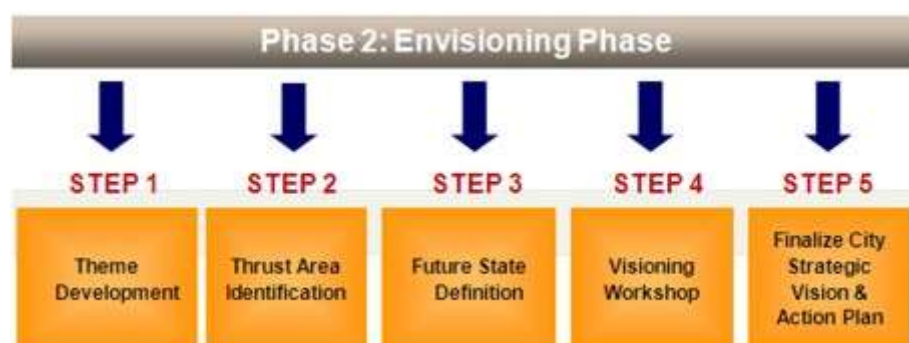 Phase 2: Envisioning Phase
STEP 1
STEP 2
STEP 3
STEP 4
STEP 5
Theme
Development
Thrust Area
Identification
Future State
Definition
Visioning
Workshop
Finalize City
Strategic
Vision &
Action Plan